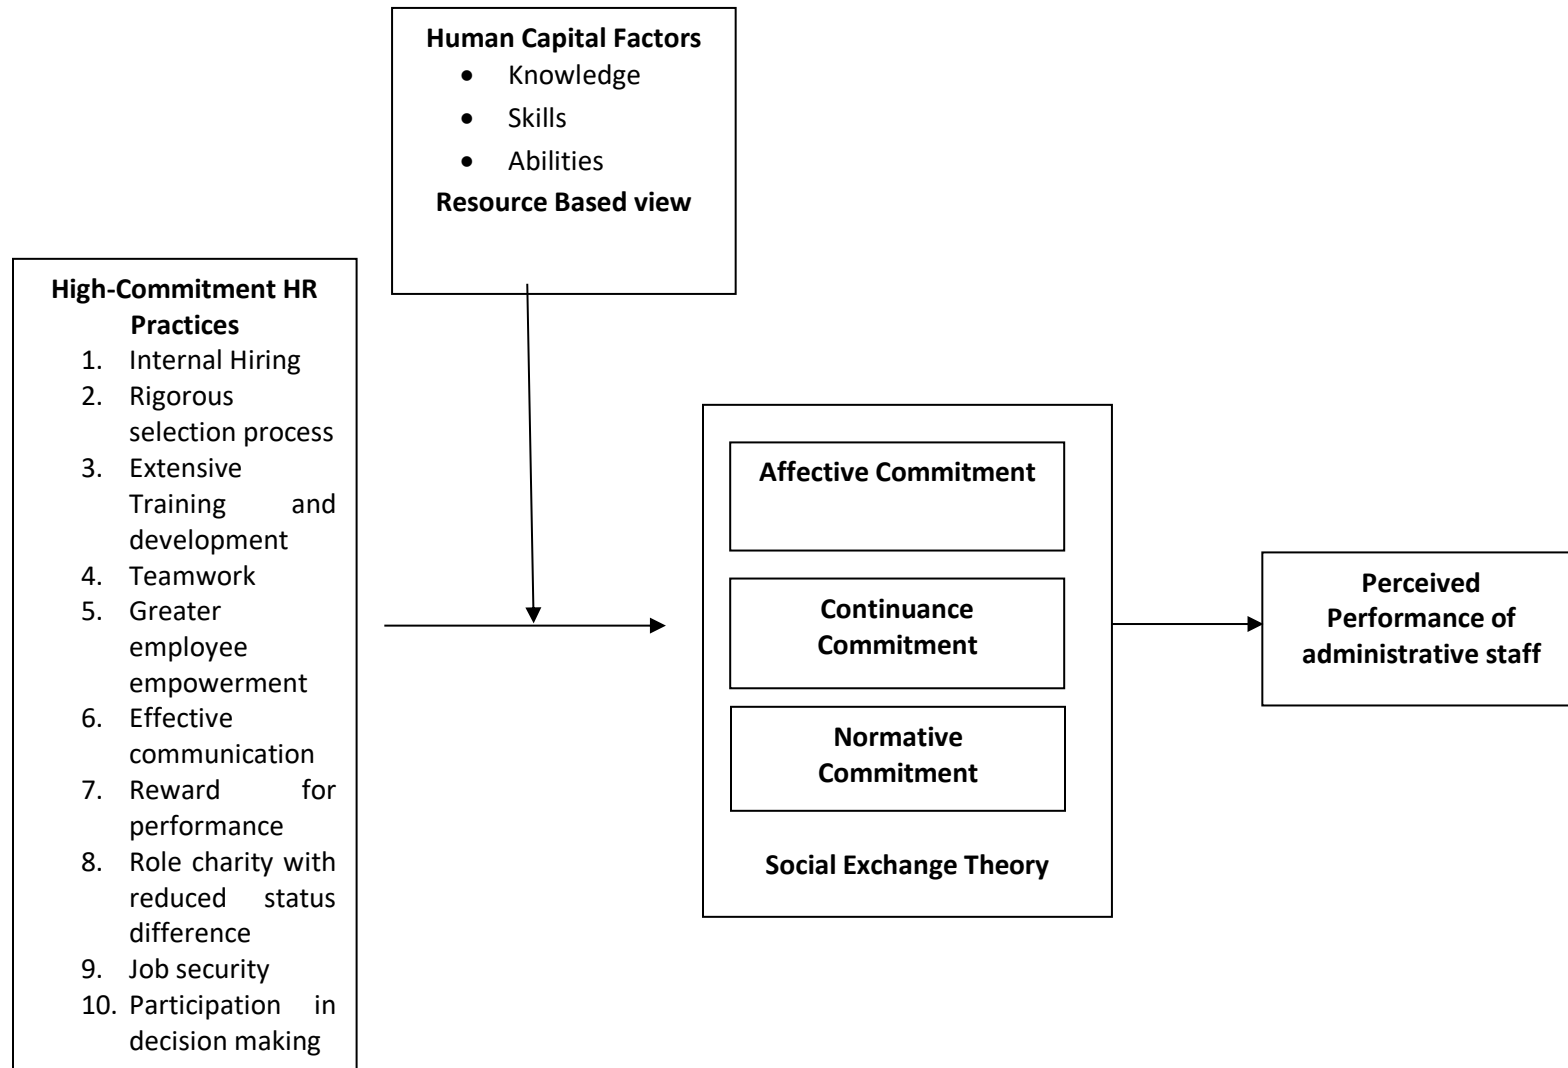 Human Capital Factors
• Knowledge
• Skills
• Abilities
Resource Based view
High-Commitment HR
Practices
1. Internal Hiring
2. Rigorous
selection process
3. Extensive
Training and
development
4. Teamwork
5. Greater
employee
empowerment
6. Effective
communication
7. Reward for
performance
8. Role charity with
reduced status
difference
9. Job security
10. Participation in
decision making
Affective Commitment
Continuance
Commitment
Normative
Commitment
Social Exchange Theory
Perceived
Performance of
administrative staff